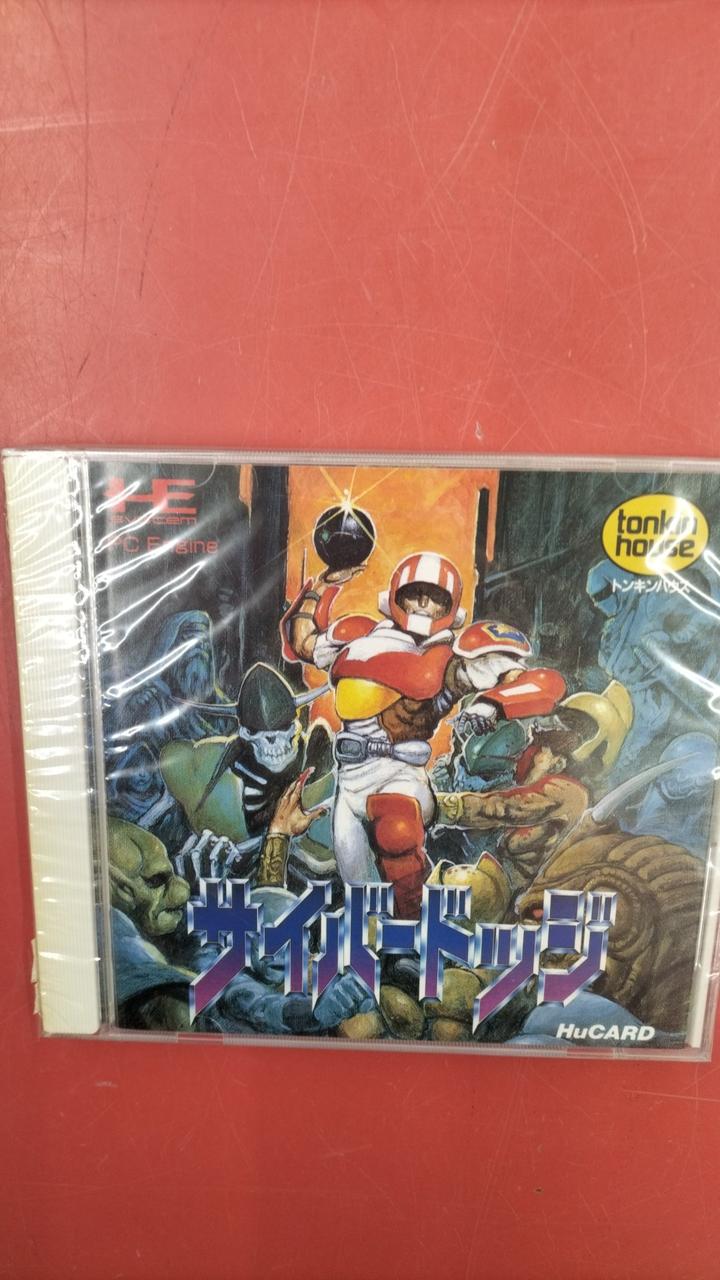 HE
system
PC Engine
tonkin
house
トンキンハウス
サイバードッジ
HuCARD